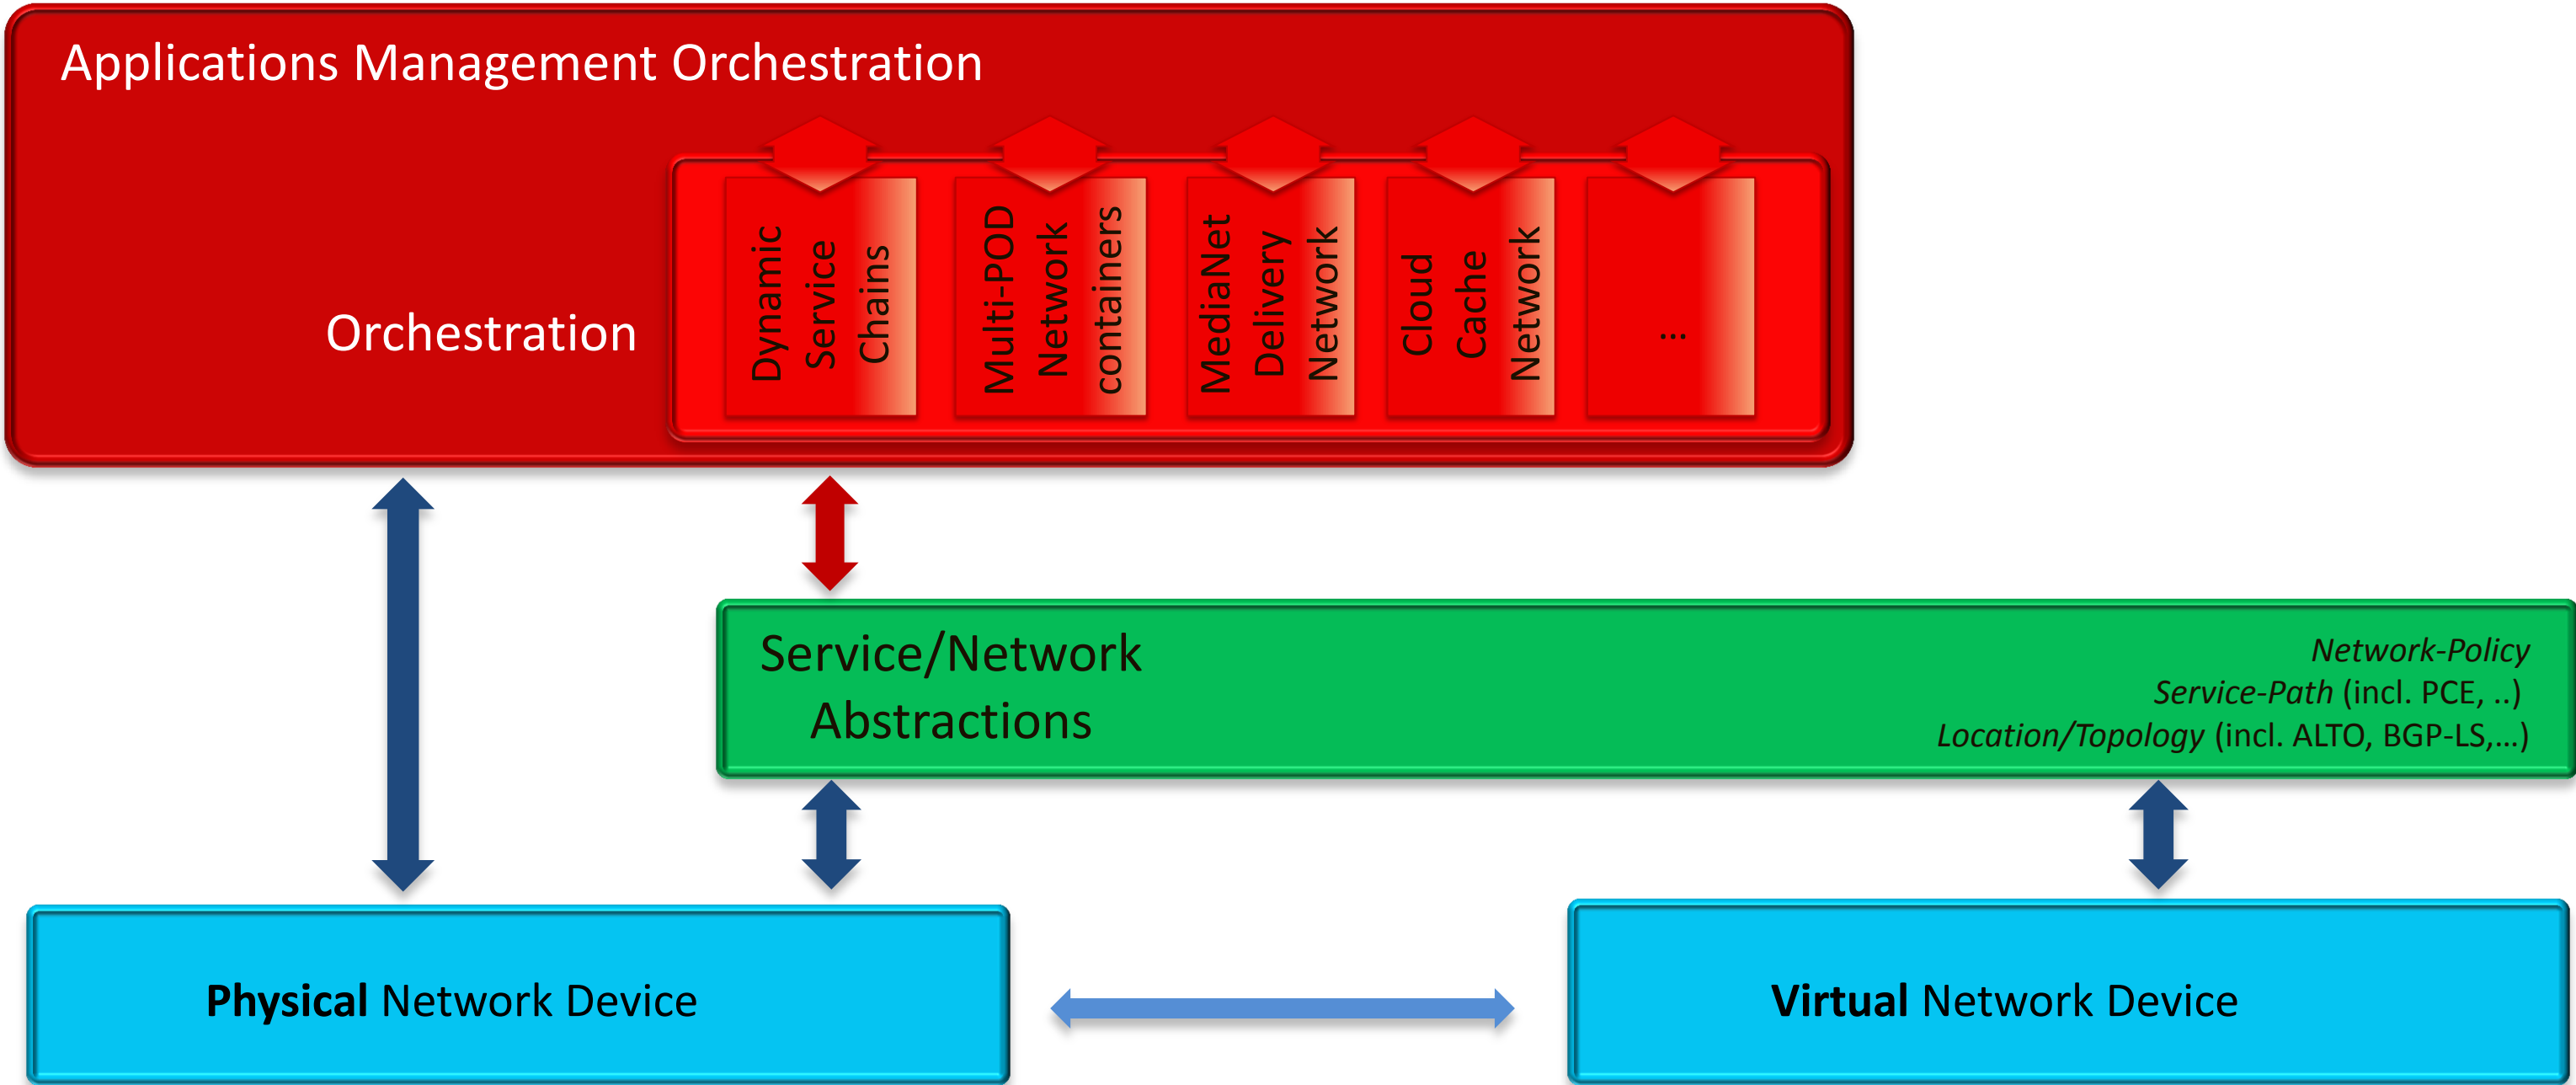 Applications Management Orchestration
Orchestration
Dynamic
Service
Chains
Multi-POD
Network
containers
MediaNet
Delivery
Network
Cloud
Cache
Network
...
Service/Network
Abstractions
Network-Policy
Service-Path (incl. PCE, ..)
Location/Topology (incl. ALTO, BGP-LS,...)
Physical Network Device
Virtual Network Device